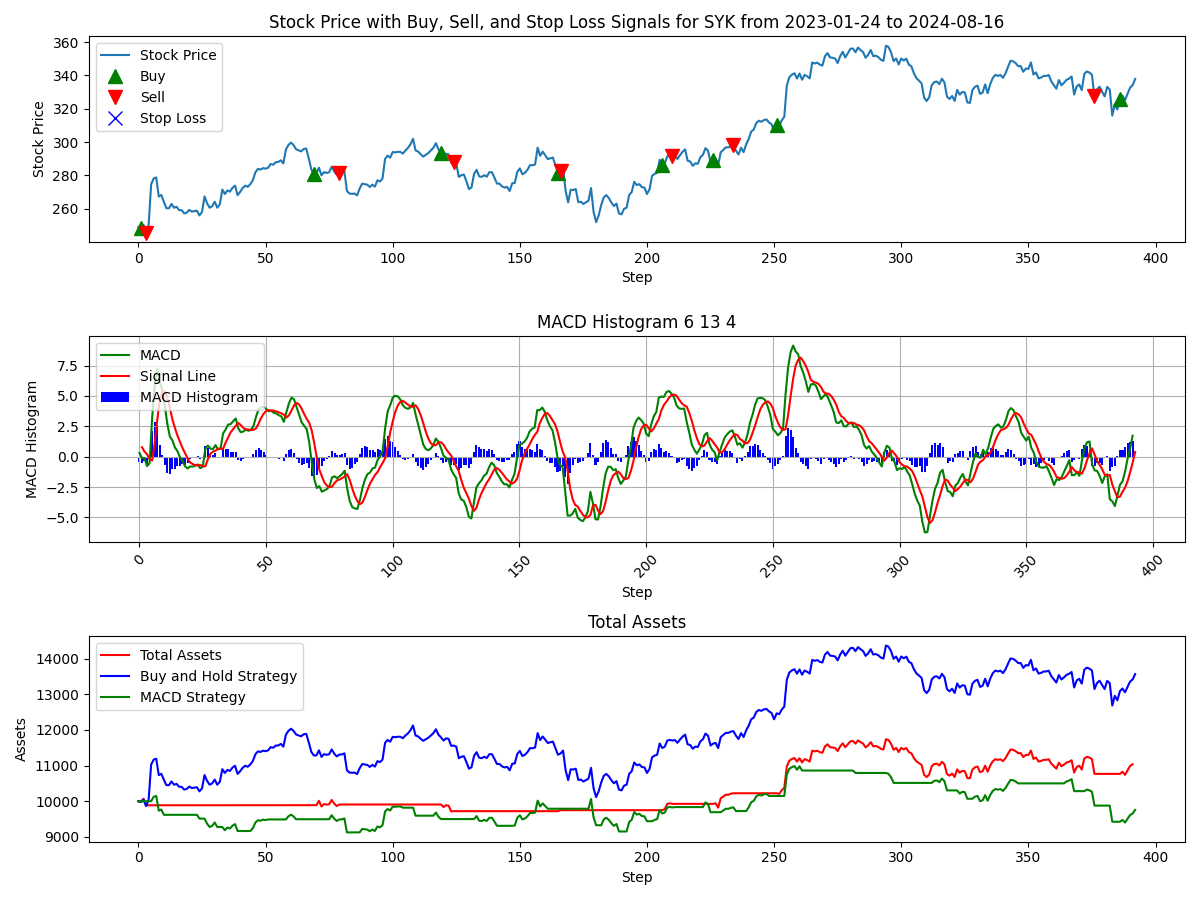 Stock Price with Buy, Sell, and Stop Loss Signals for SYK from 2023-01-24 to 2024-08-16
360
340
320
300
280
260
Stock Price
Stock Price
Buy
Sell
Stop Loss
0 50 100 150 200 250 300 350 400
Step
MACD Histogram 6 13 4
7.5
5.0
2.5
0.0
−2.5
−5.0
MACD Histogram
MACD
Signal Line
MACD Histogram
0 50 100 150 200 250 300 350 400
Step
Total Assets
14000
13000
12000
11000
10000
9000
Assets
Total Assets
Buy and Hold Strategy
MACD Strategy
0 50 100 150 200 250 300 350 400
Step